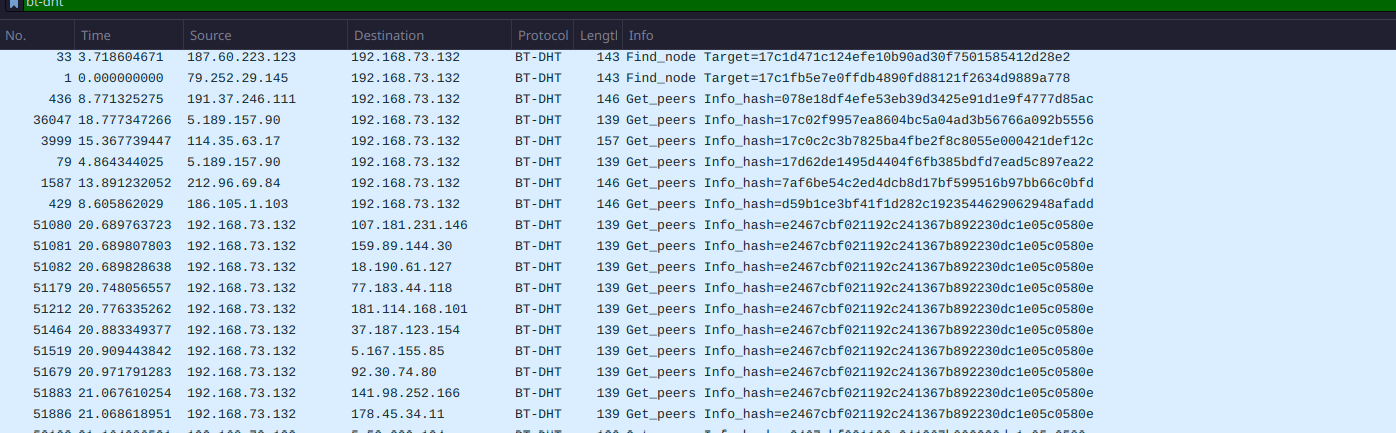 bt-dht
No. Time Source Destination Protocol Lengtl Info
33 3.718604671 187.60.223.123 192.168.73.132 BT-DHT 143 Find_node Target=17c1d471c124efe10b90ad30f7501585412d28e2
1 0.000000000 79.252.29.145 192.168.73.132 BT-DHT 143 Find_node Target=17c1fb5e7e0ffdb4890fd88121f2634d9889a778
436 8.771325275 191.37.246.111 192.168.73.132 BT-DHT 146 Get_peers Info_hash=078e18df4efe53eb39d3425e91d1e9f4777d85ac
36047 18.777347266 5.189.157.90 192.168.73.132 BT-DHT 139 Get_peers Info_hash=17c02f9957ea8604bc5a04ad3b56766a092b5556
3999 15.367739447 114.35.63.17 192.168.73.132 BT-DHT 157 Get_peers Info_hash=17c0c2c3b7825ba4fbe2f8c8055e000421def12c
79 4.864344025 5.189.157.90 192.168.73.132 BT-DHT 139 Get_peers Info_hash=17d62de1495d4404f6fb385bdfd7ead5c897ea22
1587 13.891232052 212.96.69.84 192.168.73.132 BT-DHT 146 Get_peers Info_hash=7af6be54c2ed4dcb8d17bf599516b97bb66c0bfd
429 8.605862029 186.105.1.103 192.168.73.132 BT-DHT 146 Get_peers Info_hash=d59b1ce3bf41f1d282c1923544629062948afadd
51080 20.689763723 192.168.73.132 107.181.231.146 BT-DHT 139 Get_peers Info_hash=e2467cbf021192c241367b892230dc1e05c0580e
51081 20.689807803 192.168.73.132 159.89.144.30 BT-DHT 139 Get_peers Info_hash=e2467cbf021192c241367b892230dc1e05c0580e
51082 20.689828638 192.168.73.132 18.190.61.127 BT-DHT 139 Get_peers Info_hash=e2467cbf021192c241367b892230dc1e05c0580e
51179 20.748056557 192.168.73.132 77.183.44.118 BT-DHT 139 Get_peers Info_hash=e2467cbf021192c241367b892230dc1e05c0580e
51212 20.776335262 192.168.73.132 181.114.168.101 BT-DHT 139 Get_peers Info_hash=e2467cbf021192c241367b892230dc1e05c0580e
51464 20.883349377 192.168.73.132 37.187.123.154 BT-DHT 139 Get_peers Info_hash=e2467cbf021192c241367b892230dc1e05c0580e
51519 20.909443842 192.168.73.132 5.167.155.85 BT-DHT 139 Get_peers Info_hash=e2467cbf021192c241367b892230dc1e05c0580e
51679 20.971791283 192.168.73.132 92.30.74.80 BT-DHT 139 Get_peers Info_hash=e2467cbf021192c241367b892230dc1e05c0580e
51883 21.067610254 192.168.73.132 141.98.252.166 BT-DHT 139 Get_peers Info_hash=e2467cbf021192c241367b892230dc1e05c0580e
51886 21.068618951 192.168.73.132 178.45.34.11 BT-DHT 139 Get_peers Info_hash=e2467cbf021192c241367b892230dc1e05c0580e